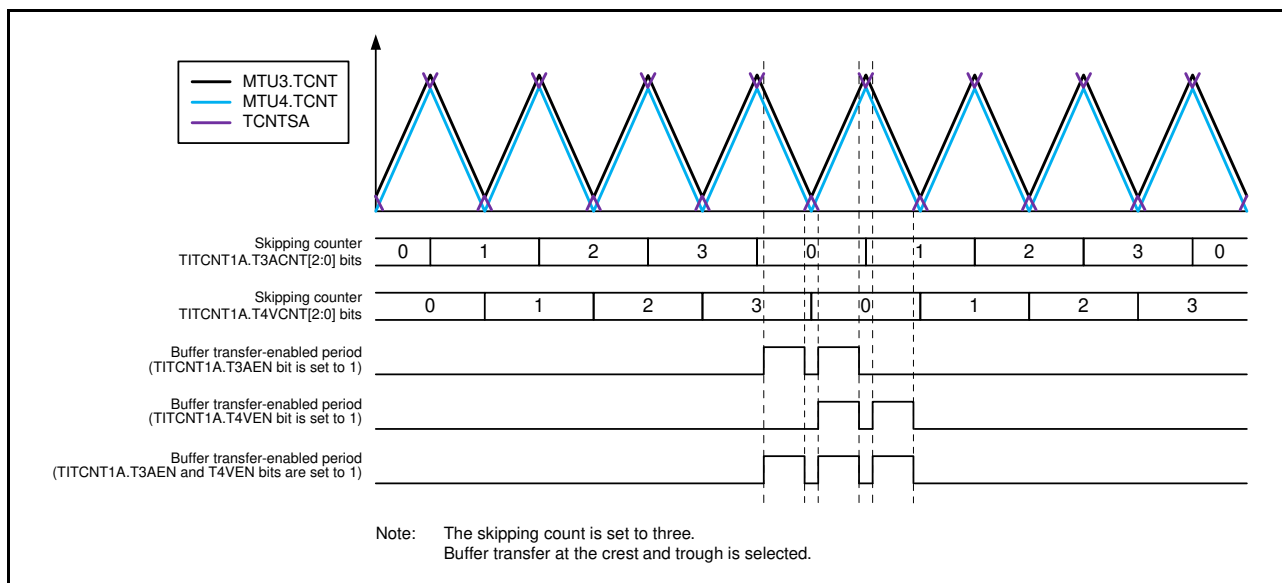 MTU3.TCNT
MTU4.TCNT
TCNTSA
Skipping counter
TITCNT1A.T3ACNT[2:0] bits
0 1 2 3 0 1 2 3 0
Skipping counter
TITCNT1A.T4VCNT[2:0] bits
0 1 2 3 0 1 2 3
Buffer transfer-enabled period
(TITCNT1A.T3AEN bit is set to 1)
Buffer transfer-enabled period
(TITCNT1A.T4VEN bit is set to 1)
Buffer transfer-enabled period
(TITCNT1A.T3AEN and T4VEN bits are set to 1)
Note: The skipping count is set to three.
Buffer transfer at the crest and trough is selected.